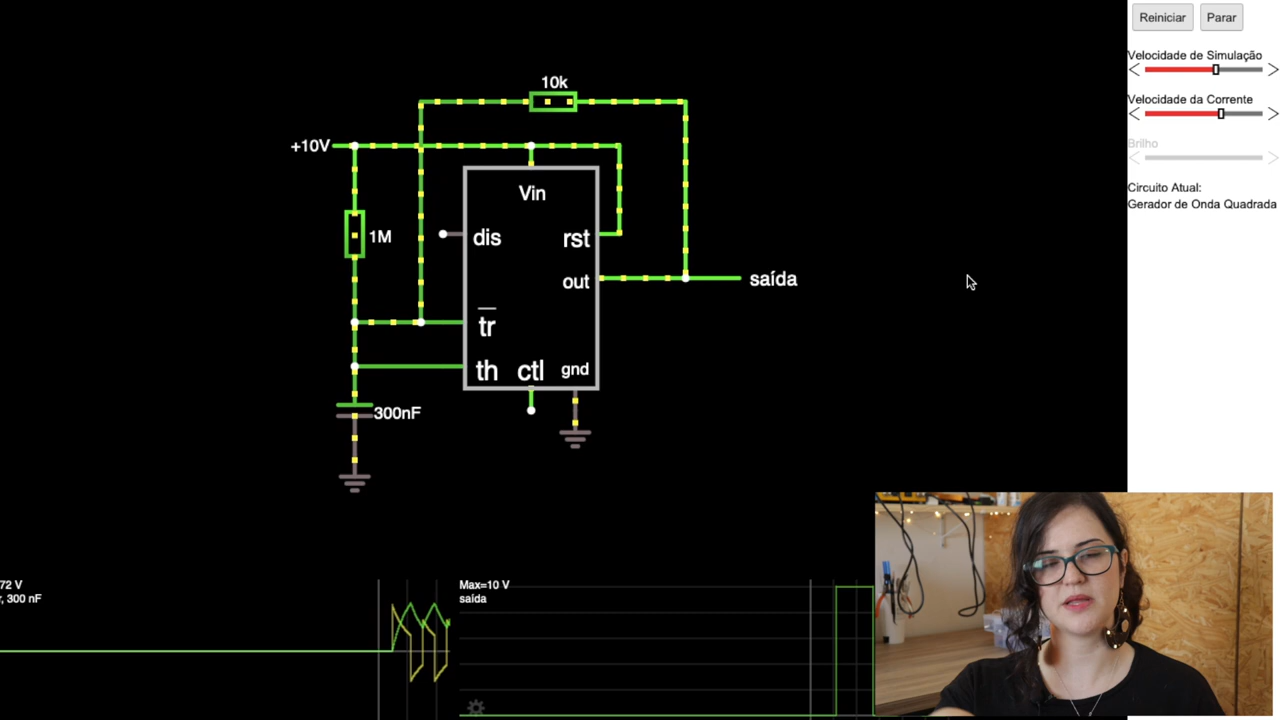 Reiniciar
Parar
Velocidade de Simulação
Velocidade da Corrente
Brilho
Circuito Atual:
Gerador de Onda Quadrada
10k
+10V
Vin
1M
dis
rst
out
saída
tr
th
ctl
gnd
300nF
72 V
, 300 nF
Max=10 V
saída